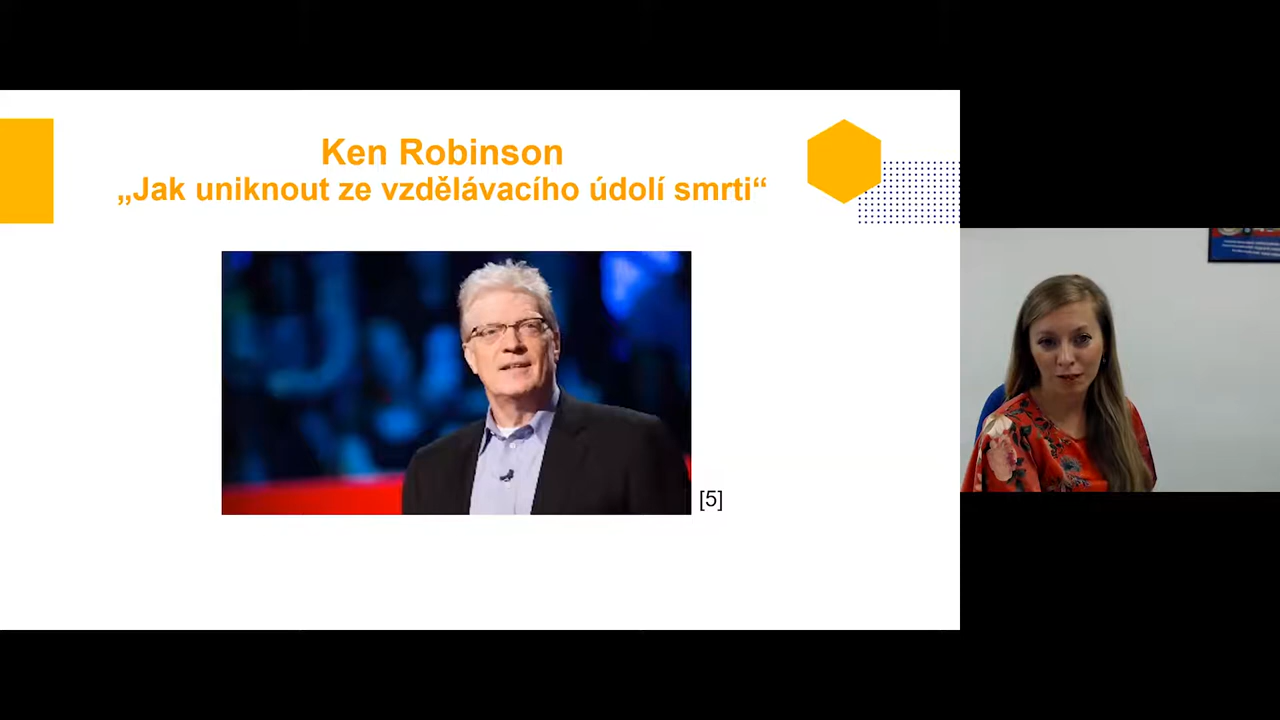 Ken Robinson
„Jak uniknout ze vzdělávacího údolí smrti“
[5]